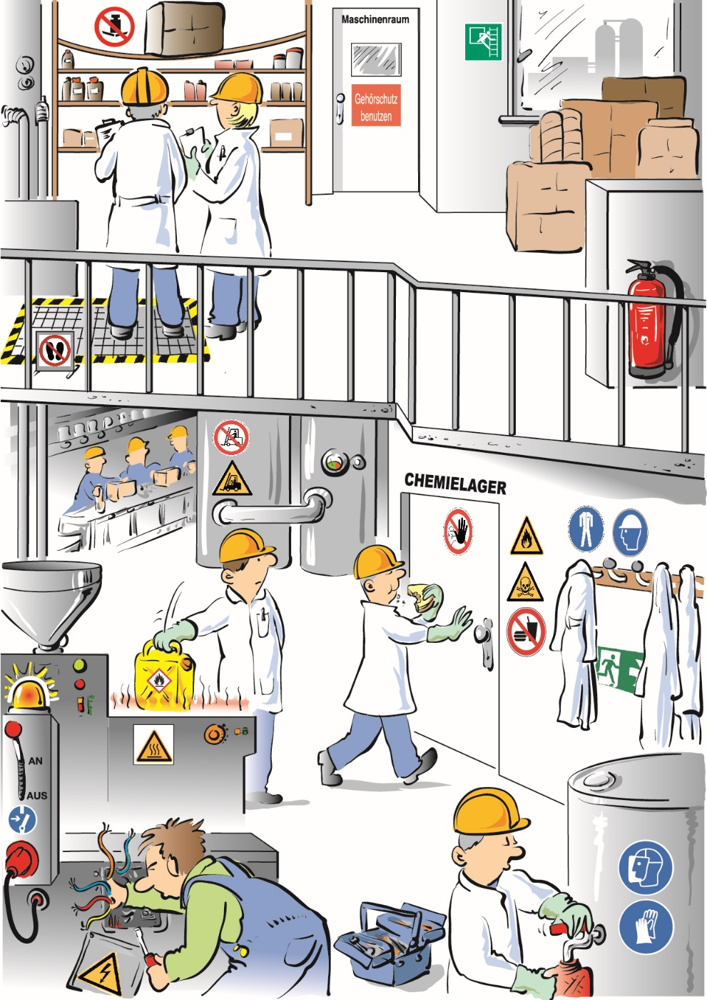 Maschinenraum
Gehörschutz
benutzen
CHEMIELAGER
AN
AUS